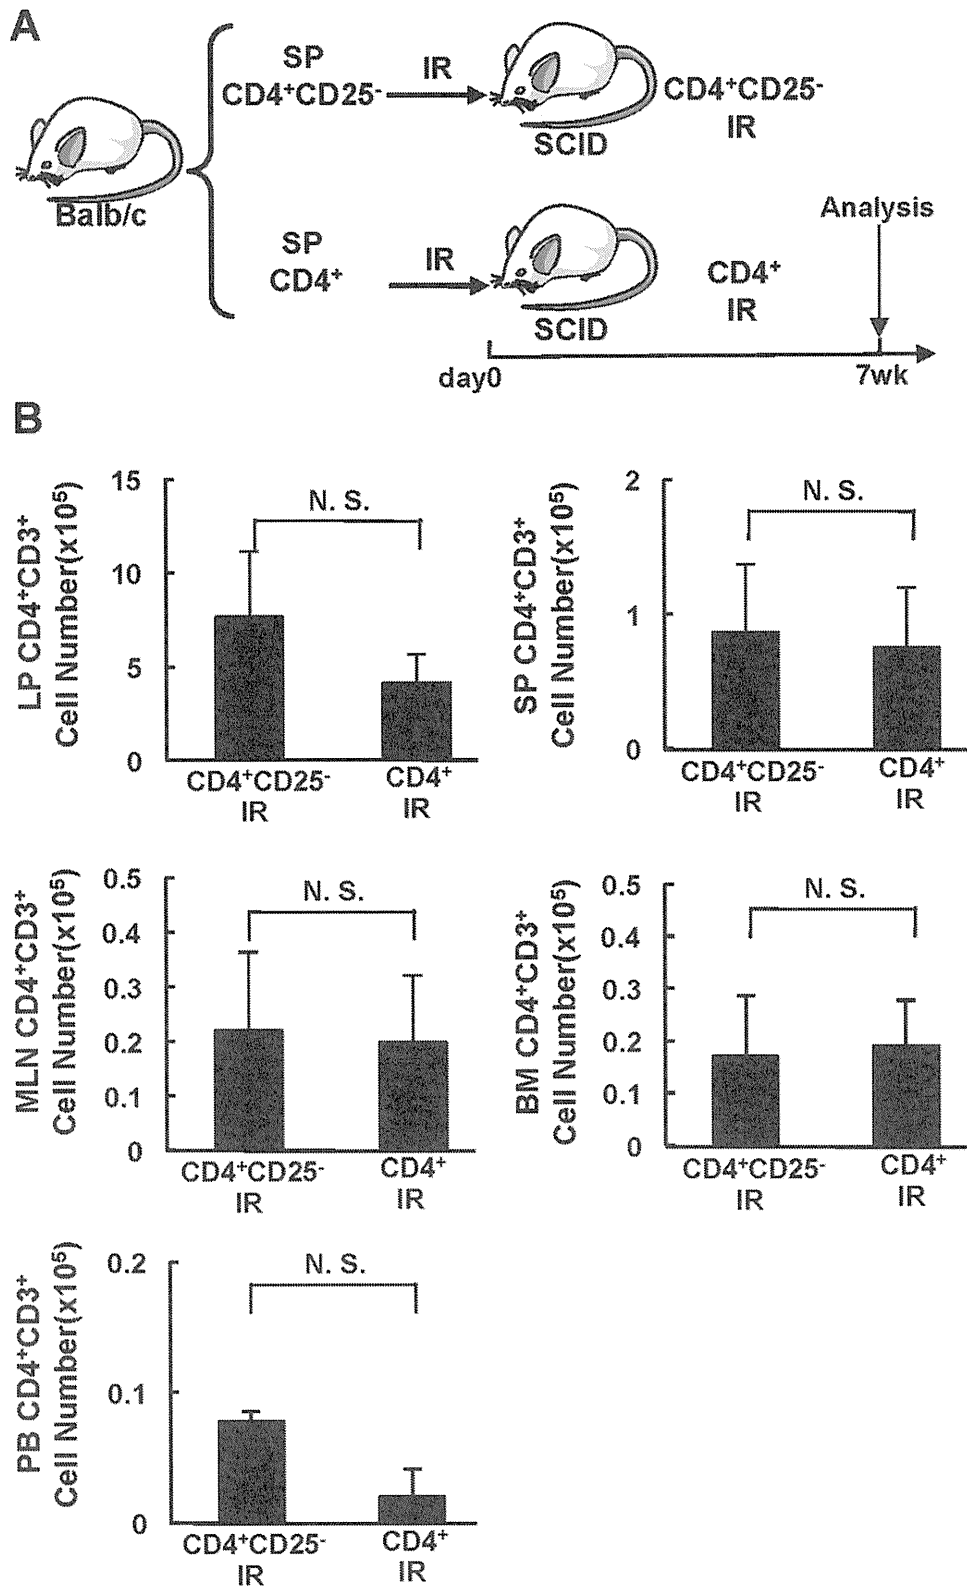 A
SP
CD4⁺CD25⁻
IR
SCID
CD4⁺CD25⁻
IR
Balb/c
SP
CD4⁺
IR
SCID
CD4⁺
IR
Analysis
day0
7wk
B
LP CD4⁺CD3⁺
Cell Number(x10⁵)
15
10
5
0
N. S.
CD4⁺CD25⁻
IR
CD4⁺
IR
SP CD4⁺CD3⁺
Cell Number(x10⁵)
2
1
0
N. S.
CD4⁺CD25⁻
IR
CD4⁺
IR
MLN CD4⁺CD3⁺
Cell Number(x10⁵)
0.5
0.4
0.3
0.2
0.1
0
N. S.
CD4⁺CD25⁻
IR
CD4⁺
IR
BM CD4⁺CD3⁺
Cell Number(x10⁵)
0.5
0.4
0.3
0.2
0.1
0
N. S.
CD4⁺CD25⁻
IR
CD4⁺
IR
PB CD4⁺CD3⁺
Cell Number(x10⁵)
0.2
0.1
0
N. S.
CD4⁺CD25⁻
IR
CD4⁺
IR